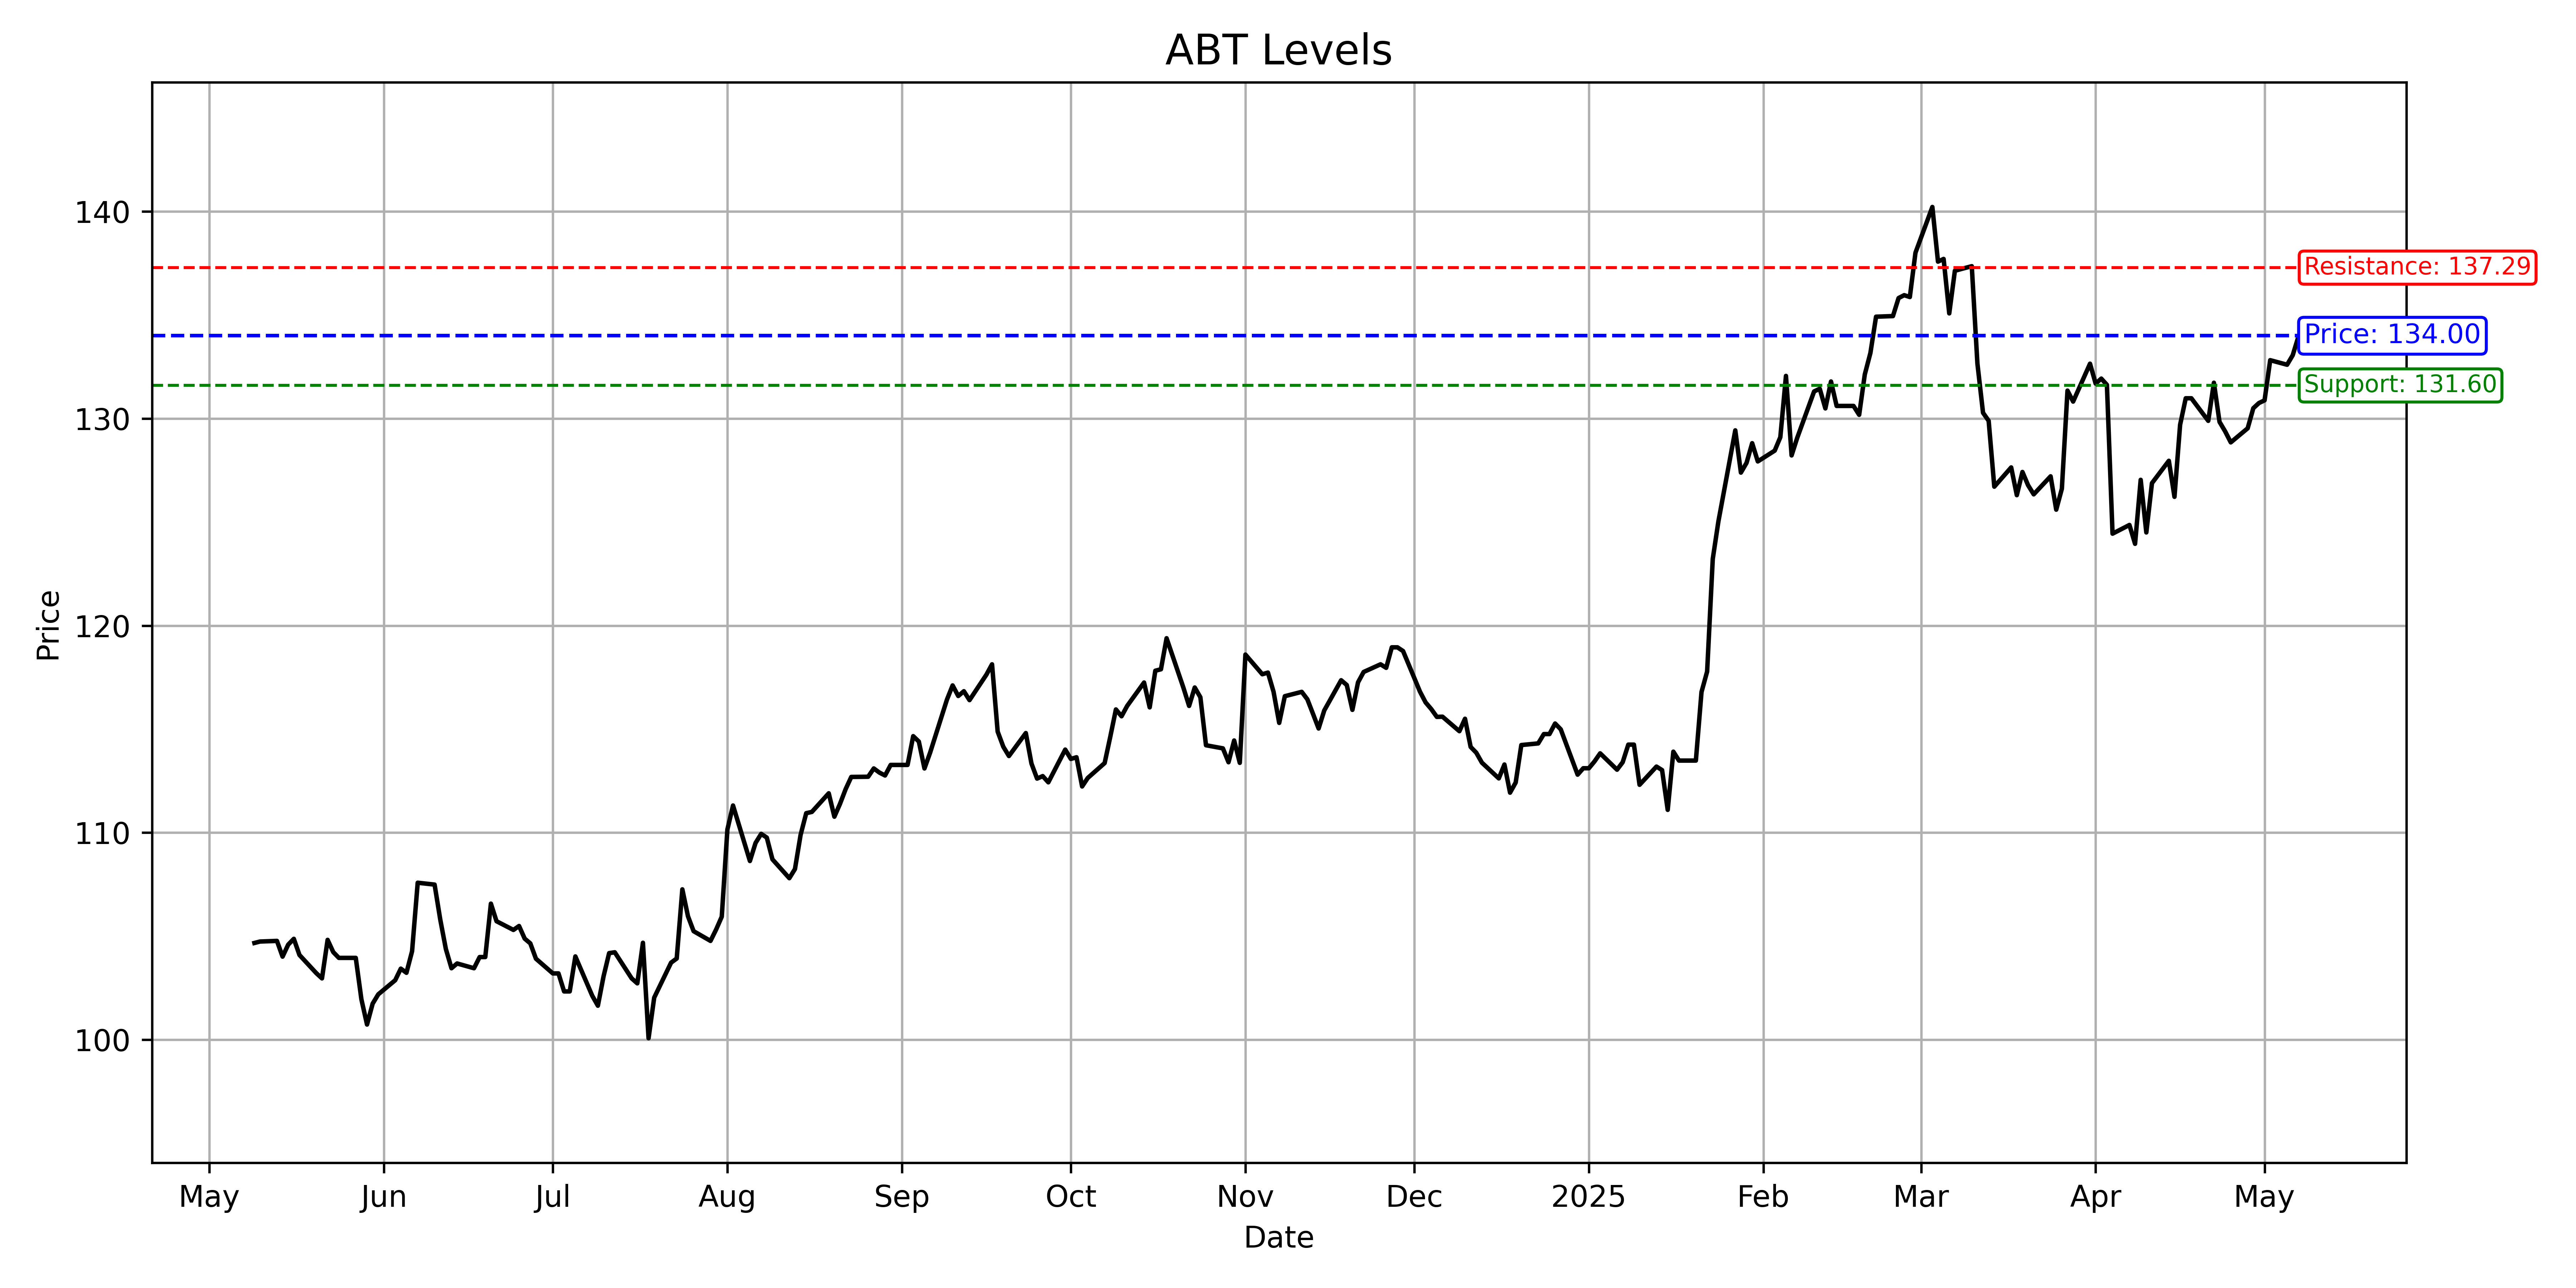 ABT Levels
Price
140
130
120
110
100
Resistance: 137.29
Price: 134.00
Support: 131.60
May Jun Jul Aug Sep Oct Nov Dec 2025 Feb Mar Apr May
Date